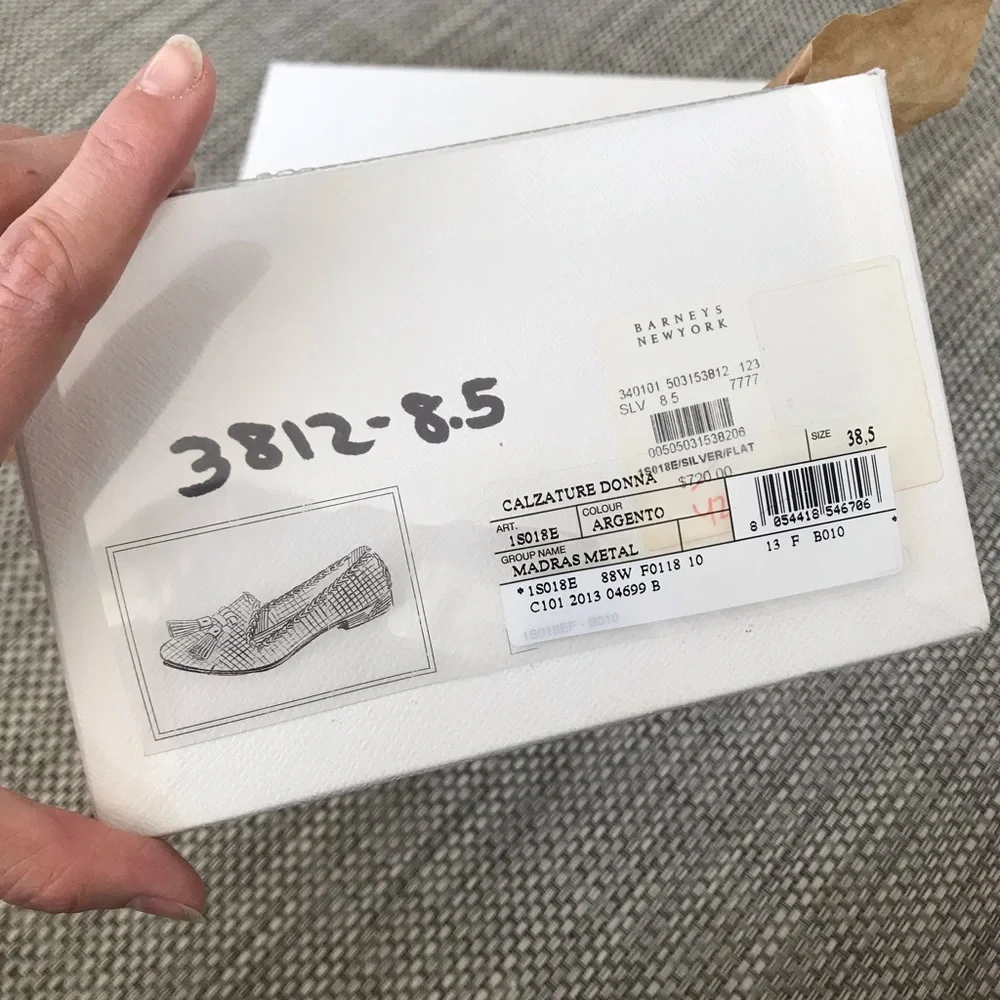 BARNEYS
NEWYORK
340101 503153812 123
SLV 8 5 7777
00505031538206
1S018E/SILVER/FLAT
$720.00
3812-8.5
CALZATURE DONNA
SIZE 38,5
ART. 1S018E
COLOUR ARGENTO
42
8 054418 546706
GROUP NAME
MADRAS METAL
*1S018E 88W F0118 10 13 F B010 *
C101 2013 04699 B
1S018EF - B010